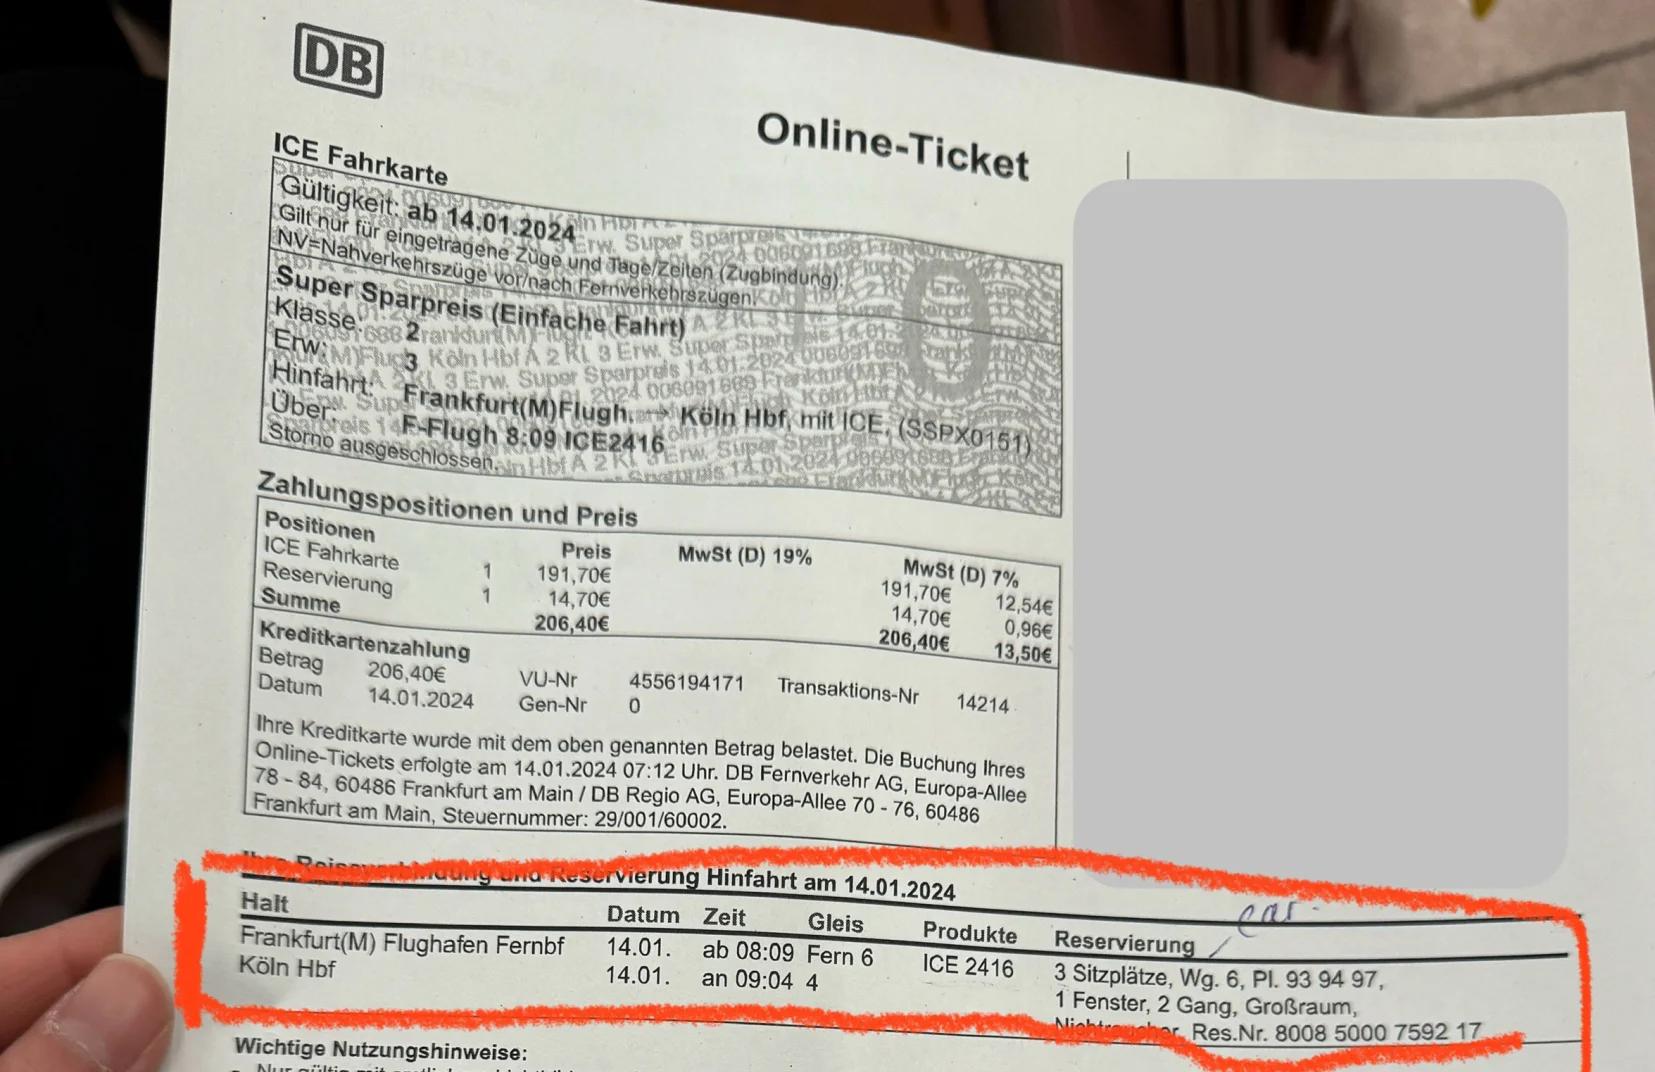 DB
Online-Ticket
ICE Fahrkarte
Gültigkeit: ab 14.01.2024
Gilt nur für eingetragene Züge und Tage/Zeiten (Zugbindung).
NV=Nahverkehrszüge vor/nach Fernverkehrszügen.
Super Sparpreis (Einfache Fahrt)
Klasse: 2
Erw: 3
Hinfahrt: Frankfurt(M)Flugh. → Köln Hbf, mit ICE, (SSPX0151)
Über: F-Flugh 8:09 ICE2416
Storno ausgeschlossen.
Zahlungspositionen und Preis
Positionen Preis MwSt (D) 19% MwSt (D) 7%
ICE Fahrkarte 1 191,70€ 191,70€ 12,54€
Reservierung 1 14,70€ 14,70€ 0,96€
Summe 206,40€ 206,40€ 13,50€
Kreditkartenzahlung
Betrag 206,40€ VU-Nr 4556194171 Transaktions-Nr 14214
Datum 14.01.2024 Gen-Nr 0
Ihre Kreditkarte wurde mit dem oben genannten Betrag belastet. Die Buchung Ihres
Online-Tickets erfolgte am 14.01.2024 07:12 Uhr. DB Fernverkehr AG, Europa-Allee
78 - 84, 60486 Frankfurt am Main / DB Regio AG, Europa-Allee 70 - 76, 60486
Frankfurt am Main, Steuernummer: 29/001/60002.
Ihre Reiseverbindung und Reservierung Hinfahrt am 14.01.2024
car
Halt Datum Zeit Gleis Produkte Reservierung
Frankfurt(M) Flughafen Fernbf 14.01. ab 08:09 Fern 6 ICE 2416 3 Sitzplätze, Wg. 6, Pl. 93 94 97,
Köln Hbf 14.01. an 09:04 4 1 Fenster, 2 Gang, Großraum,
Nichtraucher, Res.Nr. 8008 5000 7592 17
Wichtige Nutzungshinweise: